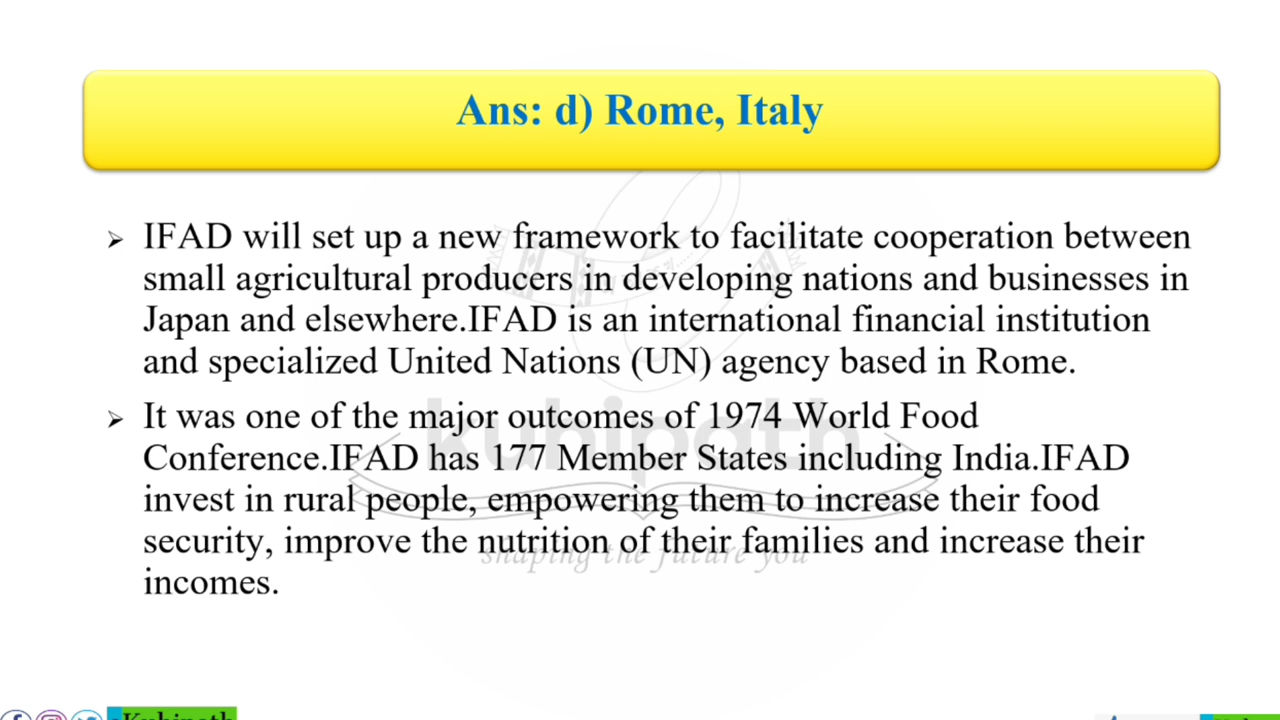 Ans: d) Rome, Italy
➢ IFAD will set up a new framework to facilitate cooperation between
small agricultural producers in developing nations and businesses in
Japan and elsewhere.IFAD is an international financial institution
and specialized United Nations (UN) agency based in Rome.
➢ It was one of the major outcomes of 1974 World Food
Conference.IFAD has 177 Member States including India.IFAD
invest in rural people, empowering them to increase their food
security, improve the nutrition of their families and increase their
incomes.
kubipath
shaping the future you